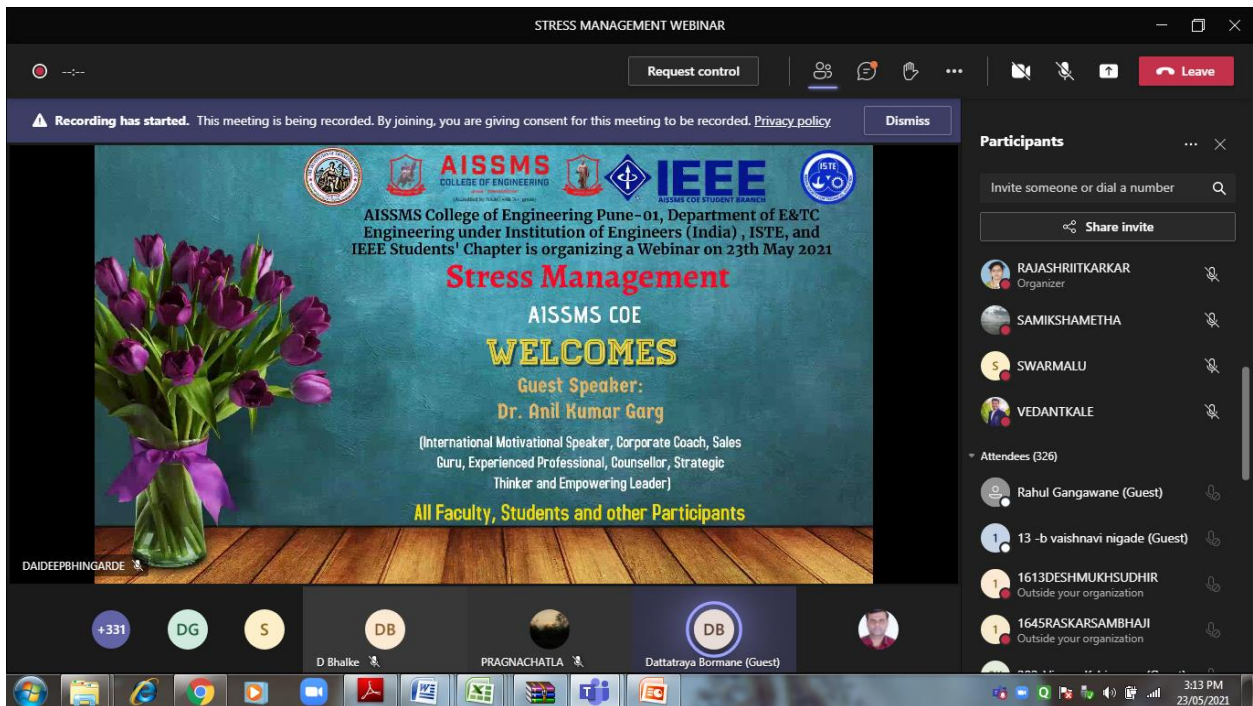 STRESS MANAGEMENT WEBINAR
--:--
Request control
Leave
Recording has started. This meeting is being recorded. By joining, you are giving consent for this meeting to be recorded. Privacy policy
Dismiss
AISSMS
COLLEGE OF ENGINEERING
IEEE
AISSMS COE STUDENT BRANCH
ISTE
AISSMS College of Engineering Pune-01, Department of E&TC
Engineering under Institution of Engineers (India) , ISTE, and
IEEE Students' Chapter is organizing a Webinar on 23th May 2021
Stress Management
AISSMS COE
WELCOMES
Guest Speaker:
Dr. Anil Kumar Garg
(International Motivational Speaker, Corporate Coach, Sales
Guru, Experienced Professional, Counsellor, Strategic
Thinker and Empowering Leader)
All Faculty, Students and other Participants
DAIDEEPBHINGARDE
+331
DG
S
DB
D Bhalke
PRAGNACHATLA
DB
Dattatraya Bormane (Guest)
Participants
Invite someone or dial a number
Share invite
RAJASHRIITKARKAR
Organizer
SAMIKSHAMETHA
S
SWARMALU
VEDANTKALE
Attendees (326)
Rahul Gangawane (Guest)
1
13 -b vaishnavi nigade (Guest)
1
1613DESHMUKHSUDHIR
Outside your organization
1
1645RASKARSAMBHAJI
Outside your organization
3:13 PM
23/05/2021